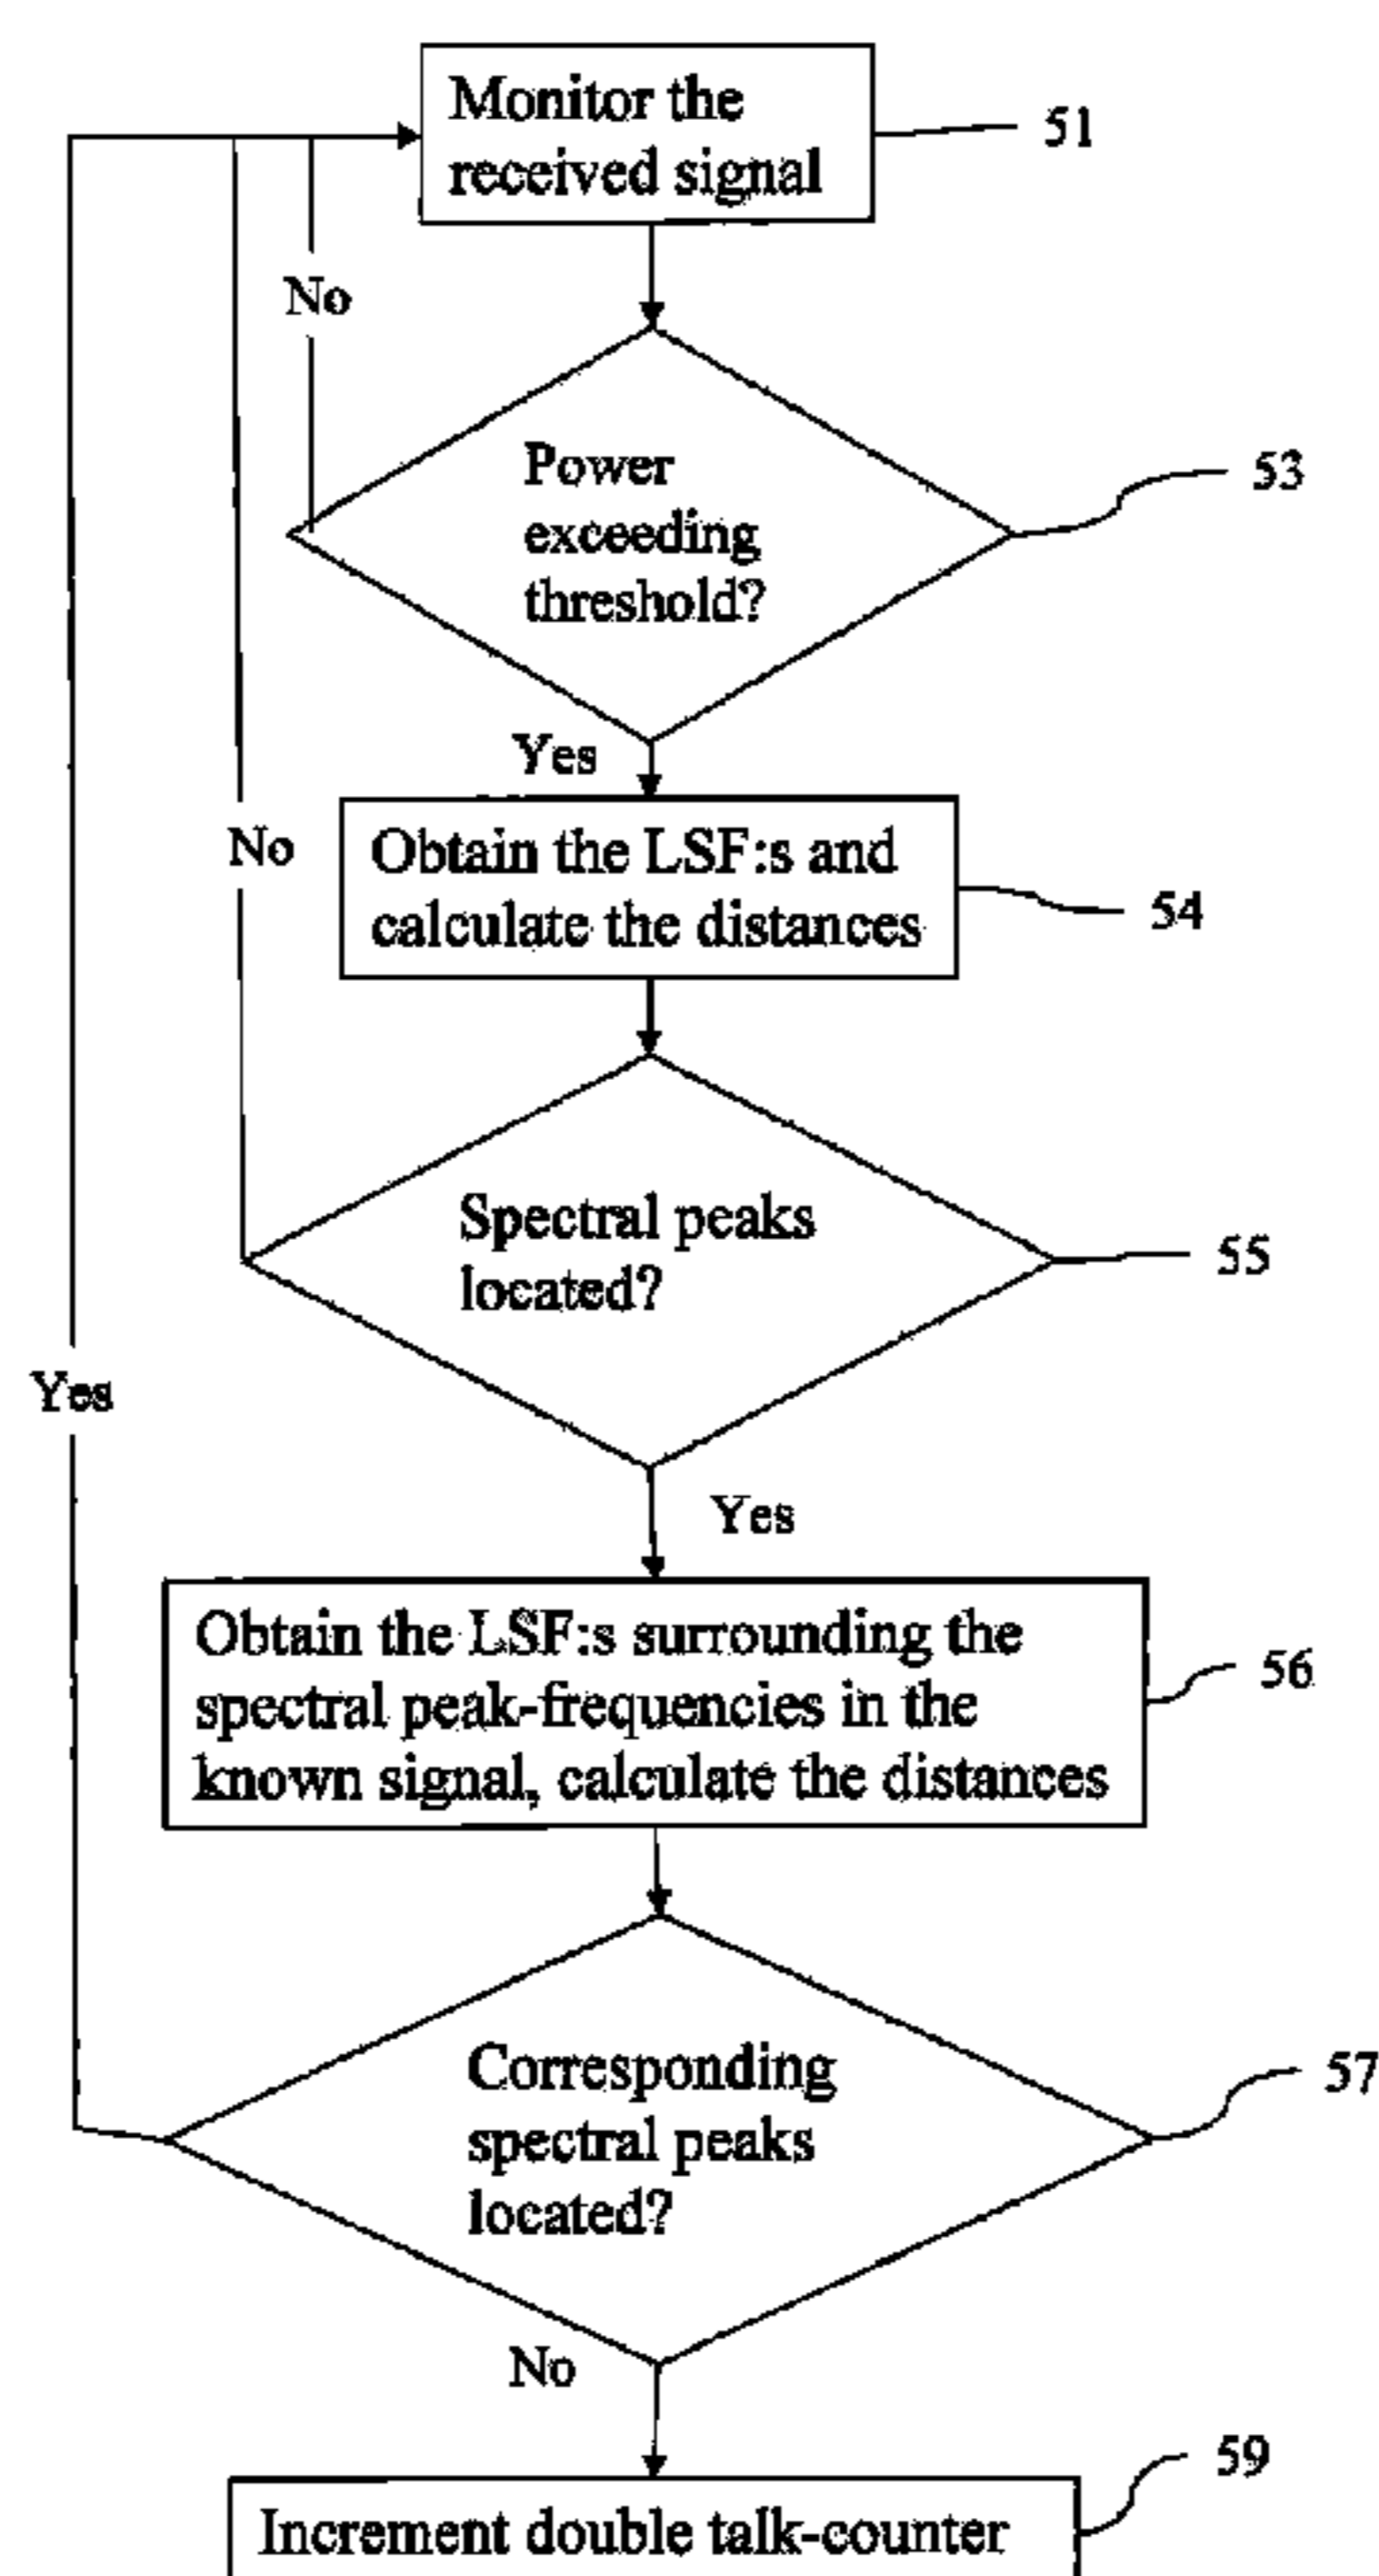 Monitor the
received signal
51
No
Power
exceeding
threshold?
53
Yes
No
Obtain the LSF:s and
calculate the distances
54
Spectral peaks
located?
55
Yes
Yes
Obtain the LSF:s surrounding the
spectral peak-frequencies in the
known signal, calculate the distances
56
Corresponding
spectral peaks
located?
57
No
59
Increment double talk-counter